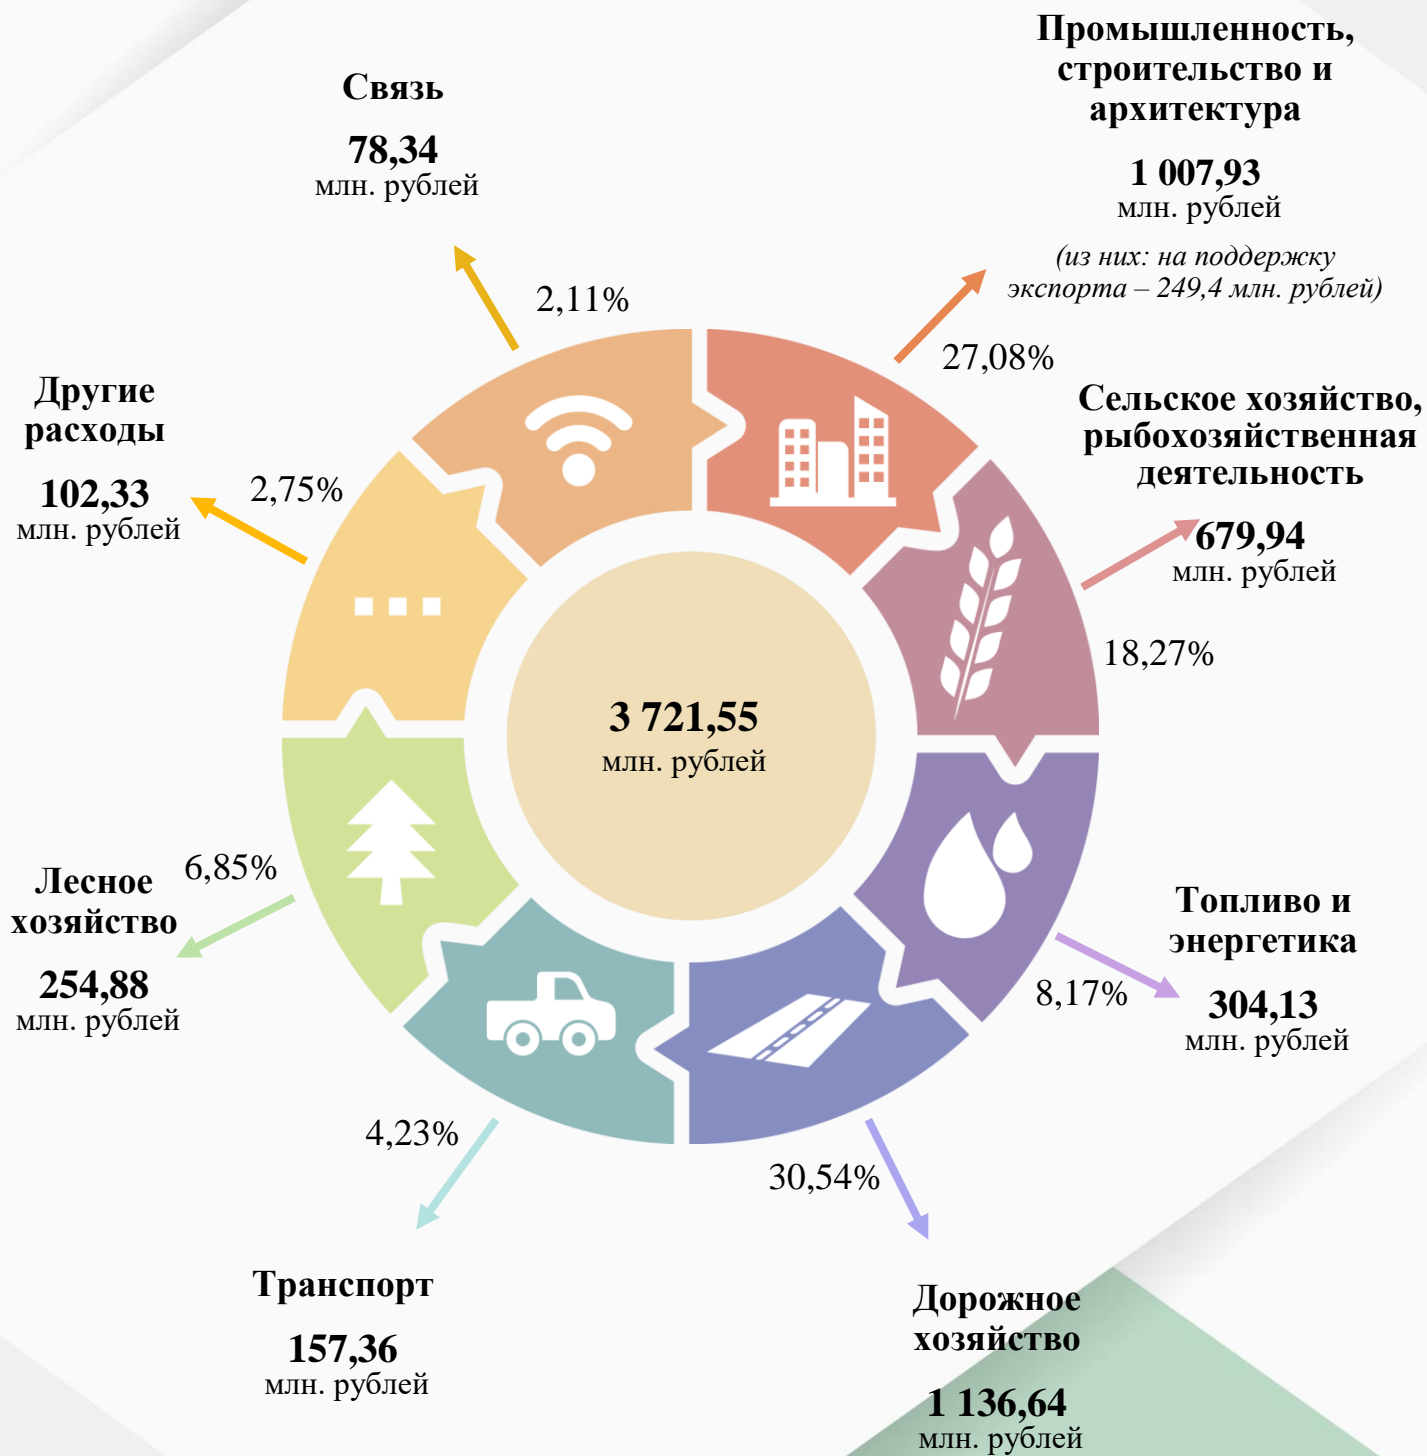 Промышленность,
строительство и
архитектура
1 007,93
млн. рублей
(из них: на поддержку
экспорта – 249,4 млн. рублей)
27,08%
Сельское хозяйство,
рыбохозяйственная
деятельность
679,94
млн. рублей
18,27%
Топливо и
энергетика
304,13
млн. рублей
8,17%
Дорожное
хозяйство
1 136,64
млн. рублей
30,54%
Транспорт
157,36
млн. рублей
4,23%
Лесное
хозяйство
254,88
млн. рублей
6,85%
Другие
расходы
102,33
млн. рублей
2,75%
Связь
78,34
млн. рублей
2,11%
3 721,55
млн. рублей